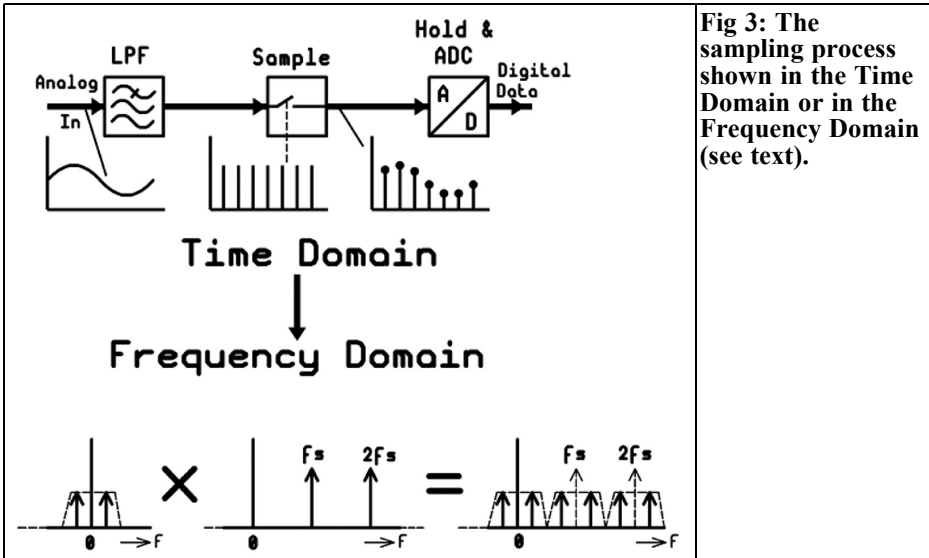 Hold &
LPF
Sample
ADC
Analog
Digital
Data
In
A
D
Time Domain
Frequency Domain
Fs
2Fs
Fs
2Fs
0
F
0
F
0
F
Fig 3: The
sampling process
shown in the Time
Domain or in the
Frequency Domain
(see text).